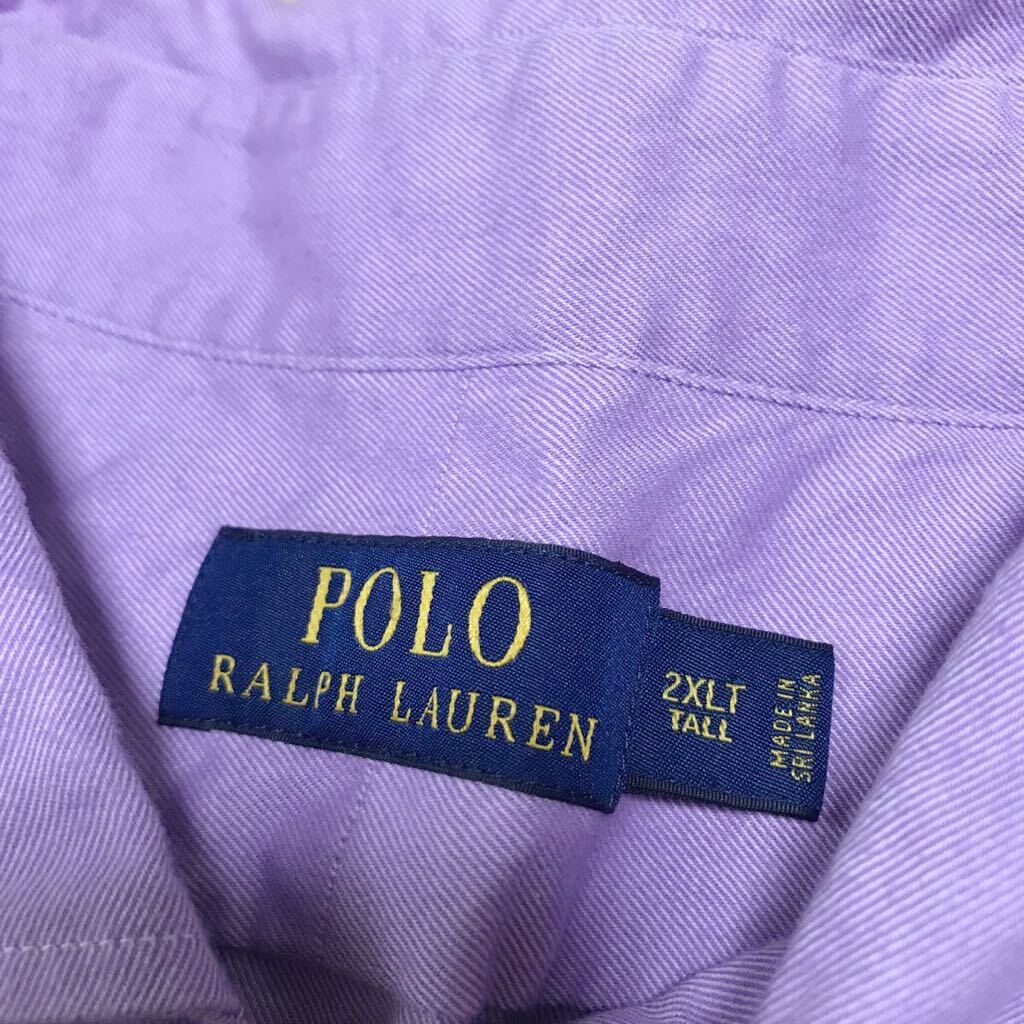 POLO
RALPH LAUREN
2XLT
TALL
MADE IN
SRI LANKA